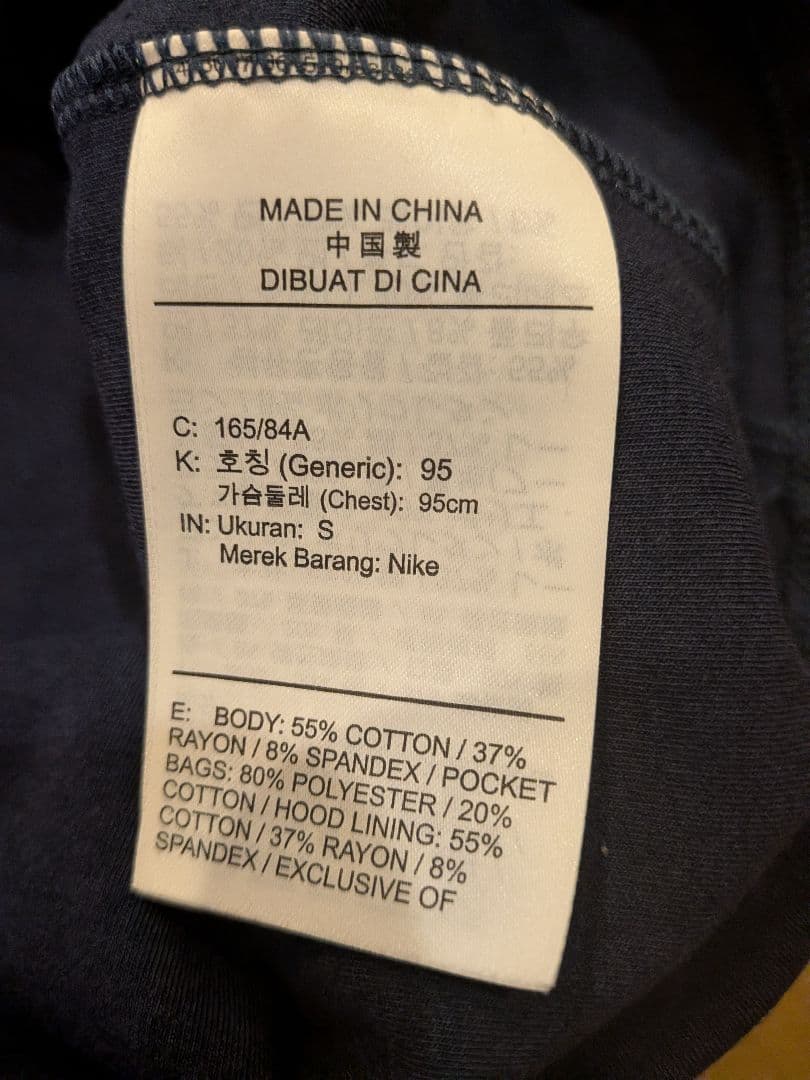 MADE IN CHINA
中国製
DIBUAT DI CINA
C: 165/84A
K: 호칭 (Generic): 95
가슴둘레 (Chest): 95cm
IN: Ukuran: S
Merek Barang: Nike
E: BODY: 55% COTTON / 37%
RAYON / 8% SPANDEX / POCKET
BAGS: 80% POLYESTER / 20%
COTTON / HOOD LINING: 55%
COTTON / 37% RAYON / 8%
SPANDEX / EXCLUSIVE OF